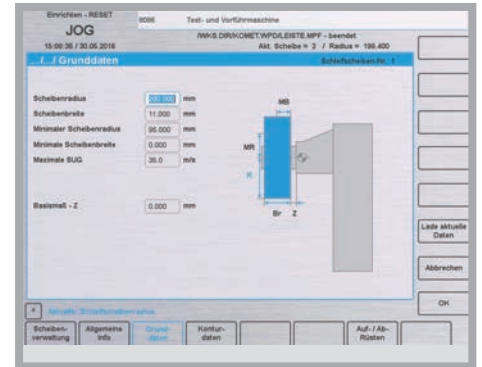 Einrichten - RESET
8086 Test- und Vorführmaschine
JOG
/WKS.DIR/KOMET.WPD/LEISTE.MPF - beendet
15:09:36 / 30.06.2016
Akt. Scheibe = 3 / Radius = 199.400
.../.../ Grunddaten
Schleifscheiben-Nr. 1
Scheibenradius 200.000 mm
Scheibenbreite 11.000 mm
Minimaler Scheibenradius 95.000 mm
Minimale Scheibenbreite 0.000 mm
Maximale SUG 35.0 m/s
Basismaß - Z 0.000 mm
MB
MR
R
Br Z
Lade aktuelle
Daten
Abbrechen
OK
Aktueller Schleifscheibenradius.
Scheiben-
verwaltung
Allgemeine
Info
Grund-
daten
Kontur-
daten
Auf- / Ab-
Rüsten